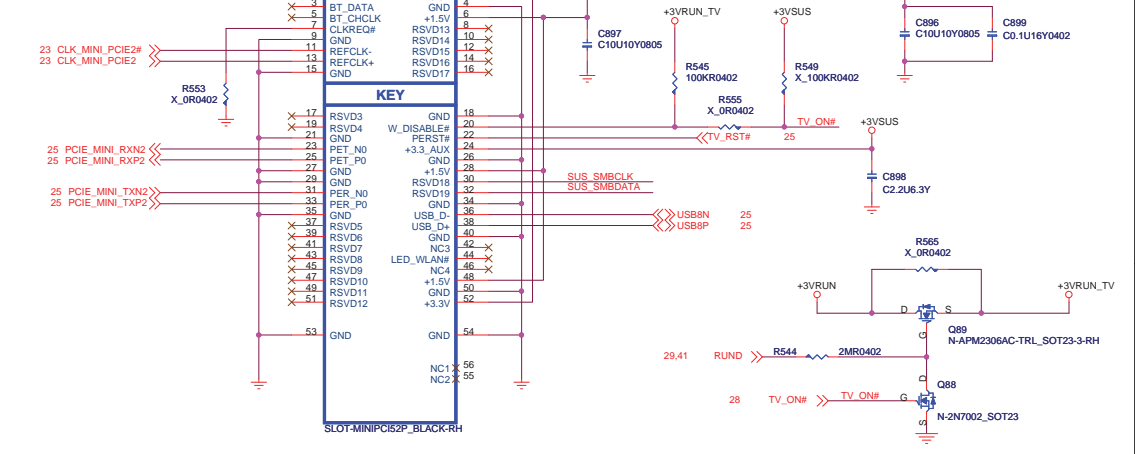 3 BT_DATA GND 4
5 BT_CHCLK +1.5V 6
7 CLKREQ# RSVD13 8
9 GND RSVD14 10
23 CLK_MINI_PCIE2# 11 REFCLK- RSVD15 12
23 CLK_MINI_PCIE2 13 REFCLK+ RSVD16 14
15 GND RSVD17 16
R553
X_0R0402
KEY
C897
C10U10Y0805
+3VRUN_TV
+3VSUS
R545
100KR0402
R549
X_100KR0402
R555
X_0R0402
C896
C10U10Y0805
C899
C0.1U16Y0402
17 RSVD3 GND 18
19 RSVD4 W_DISABLE# 20 TV_ON#
21 GND PERST# 22 TV_RST# 25
25 PCIE_MINI_RXN2 23 PET_N0 +3.3_AUX 24
25 PCIE_MINI_RXP2 25 PET_P0 GND 26
27 GND +1.5V 28
29 GND RSVD18 30 SUS_SMBCLK
25 PCIE_MINI_TXN2 31 PER_N0 RSVD19 32 SUS_SMBDATA
25 PCIE_MINI_TXP2 33 PER_P0 GND 34
35 GND USB_D- 36 USB8N 25
37 RSVD5 USB_D+ 38 USB8P 25
39 RSVD6 GND 40
41 RSVD7 NC3 42
43 RSVD8 LED_WLAN# 44
45 RSVD9 NC4 46
47 RSVD10 +1.5V 48
49 RSVD11 GND 50
51 RSVD12 +3.3V 52
53 GND GND 54
NC1 56
NC2 55
SLOT-MINIPCI52P_BLACK-RH
+3VSUS
C898
C2.2U6.3Y
R565
X_0R0402
+3VRUN
+3VRUN_TV
D S
G
Q89
N-APM2306AC-TRL_SOT23-3-RH
29,41 RUND R544 2MR0402
D
Q88
28 TV_ON# TV_ON# G
N-2N7002_SOT23
S